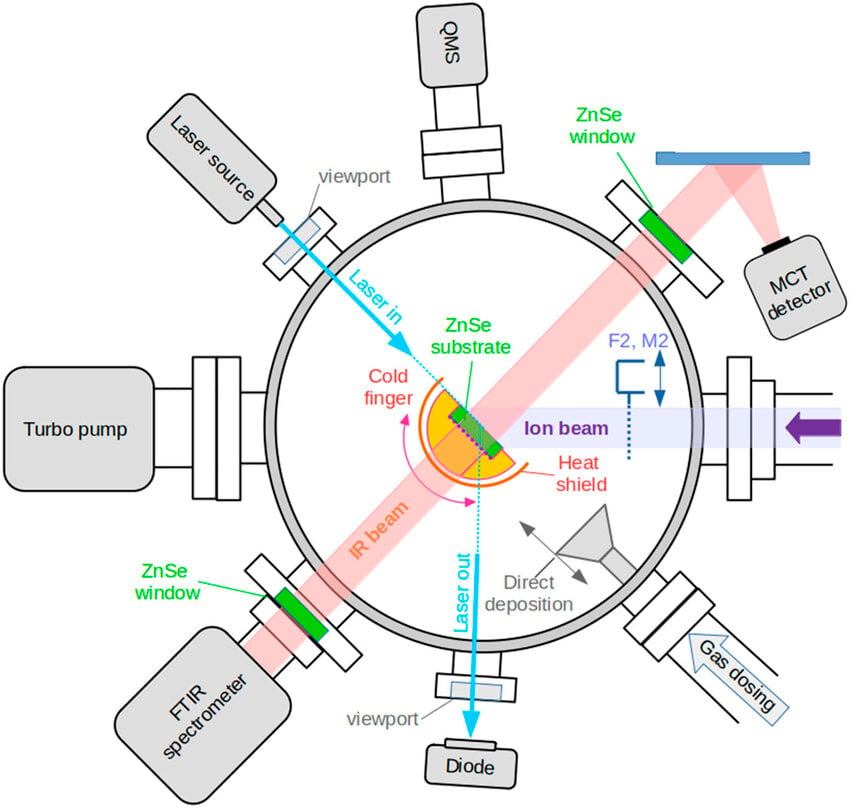 QMS
Laser source
viewport
ZnSe
window
MCT
detector
Laser in
ZnSe
substrate
F2, M2
Cold
finger
Turbo pump
Ion beam
Heat
shield
IR beam
ZnSe
window
Laser out
Direct
deposition
Gas dosing
FTIR
spectrometer
viewport
Diode